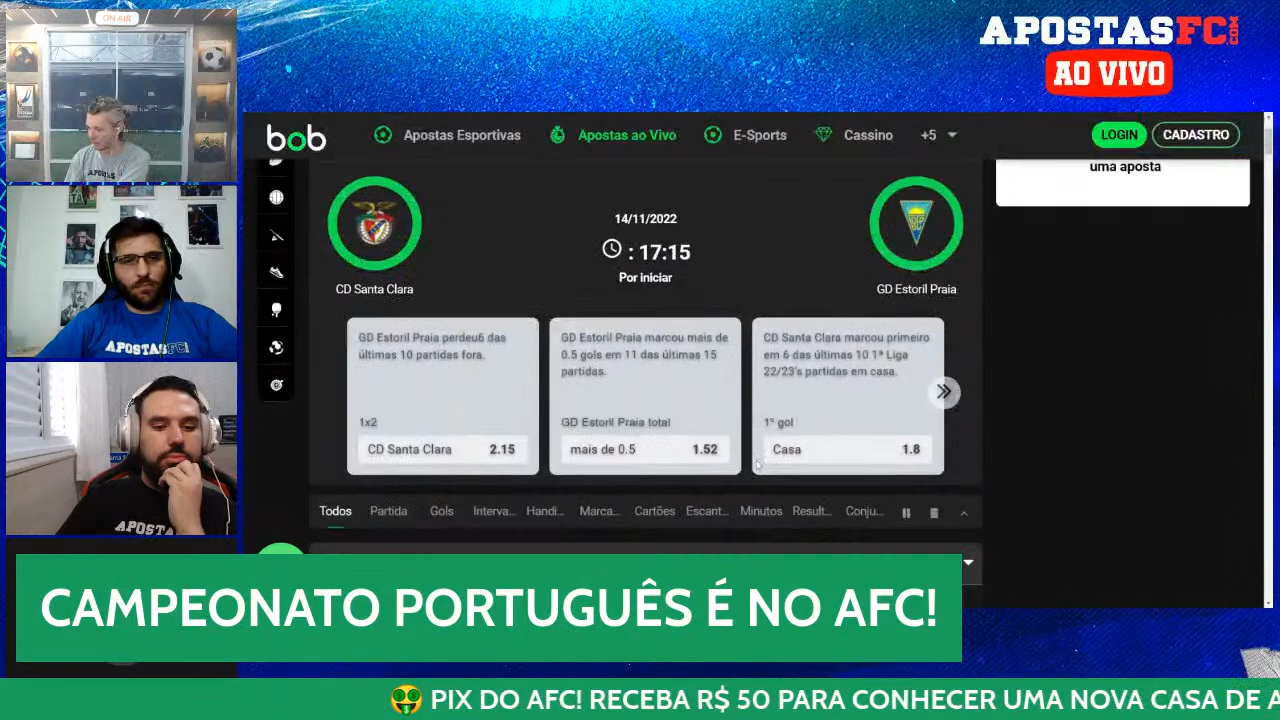 ON AIR
APOSTASFC.COM
AO VIVO
bob
Apostas Esportivas
Apostas ao Vivo
E-Sports
Cassino
+5
LOGIN
CADASTRO
uma aposta
14/11/2022
: 17:15
Por iniciar
CD Santa Clara
GD Estoril Praia
GD Estoril Praia perdeu6 das
últimas 10 partidas fora.
1x2
CD Santa Clara 2.15
GD Estoril Praia marcou mais de
0.5 gols em 11 das últimas 15
partidas.
GD Estoril Praia total
mais de 0.5 1.52
CD Santa Clara marcou primeiro
em 6 das últimas 10 1ª Liga
22/23's partidas em casa.
1º gol
Casa 1.8
Todos Partida Gols Interva... Handi... Marca... Cartões Escant... Minutos Result... Conju...
APOSTASFC!
APOSTA
CAMPEONATO PORTUGUÊS É NO AFC!
PIX DO AFC! RECEBA R$ 50 PARA CONHECER UMA NOVA CASA DE A